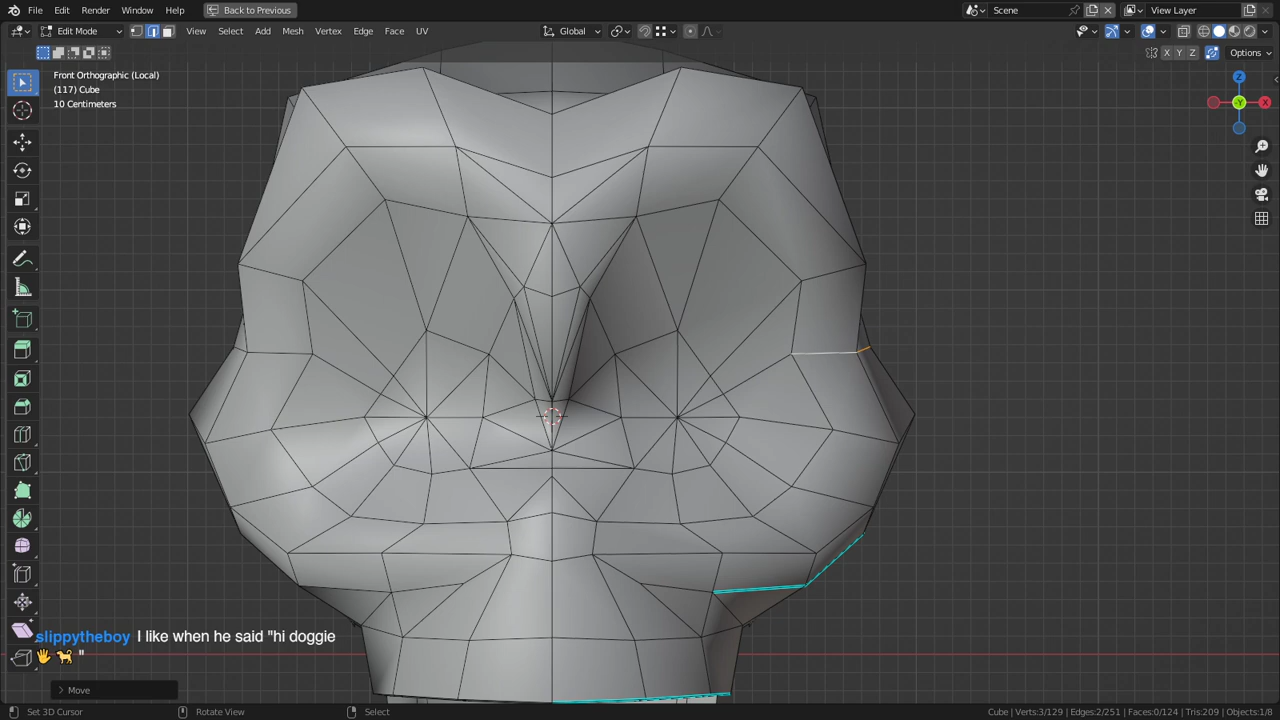 File Edit Render Window Help Back to Previous Scene View Layer
Edit Mode View Select Add Mesh Vertex Edge Face UV Global
X Y Z Options
Front Orthographic (Local)
(117) Cube
10 Centimeters
Z
-Y
X
slippytheboy I like when he said "hi doggie
🖐 🐕 "
Move
Set 3D Cursor Rotate View Select Cube | Verts:3/129 | Edges:2/251 | Faces:0/124 | Tris:209 | Objects:1/8